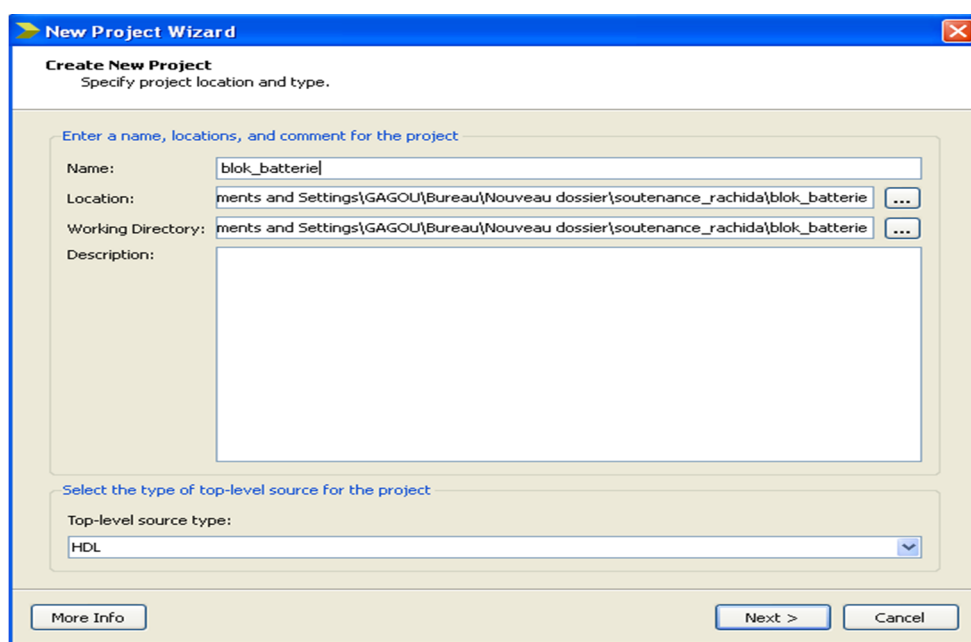 New Project Wizard
Create New Project
Specify project location and type.
Enter a name, locations, and comment for the project
Name: blok_batterie
Location: ments and Settings\GAGOU\Bureau\Nouveau dossier\soutenance_rachida\blok_batterie ...
Working Directory: ments and Settings\GAGOU\Bureau\Nouveau dossier\soutenance_rachida\blok_batterie ...
Description:
Select the type of top-level source for the project
Top-level source type:
HDL
More Info Next > Cancel